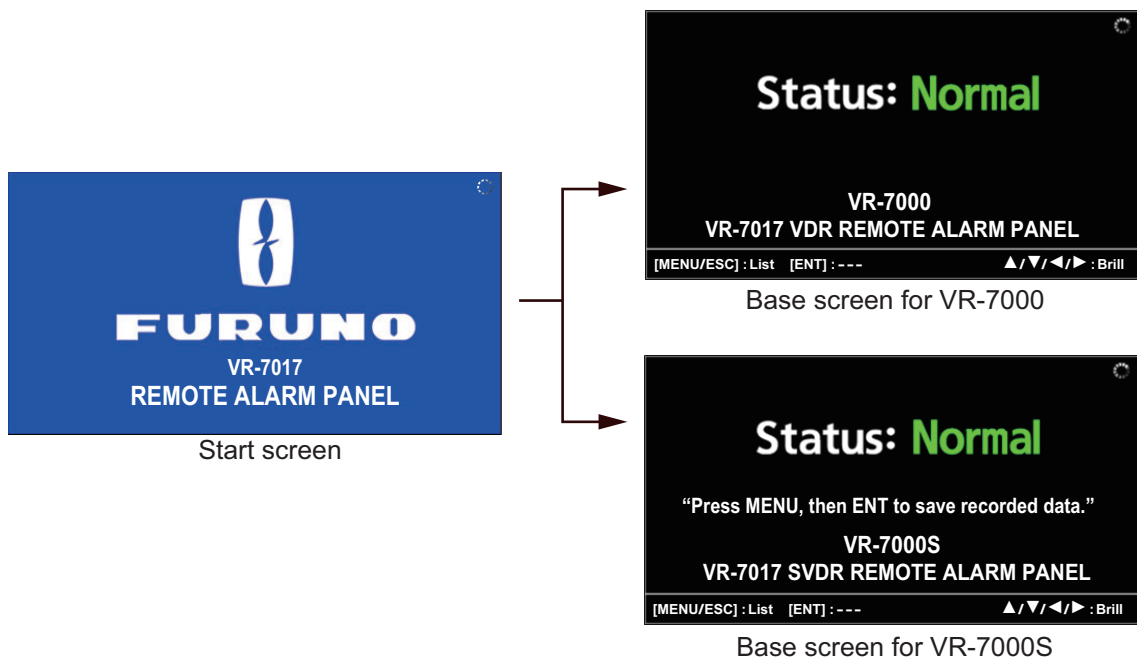 FURUNO
VR-7017
REMOTE ALARM PANEL
Start screen
Status: Normal
VR-7000
VR-7017 VDR REMOTE ALARM PANEL
[MENU/ESC] : List [ENT] : --- ▲/▼/◀/▶ : Brill
Base screen for VR-7000
Status: Normal
“Press MENU, then ENT to save recorded data.”
VR-7000S
VR-7017 SVDR REMOTE ALARM PANEL
[MENU/ESC] : List [ENT] : --- ▲/▼/◀/▶ : Brill
Base screen for VR-7000S